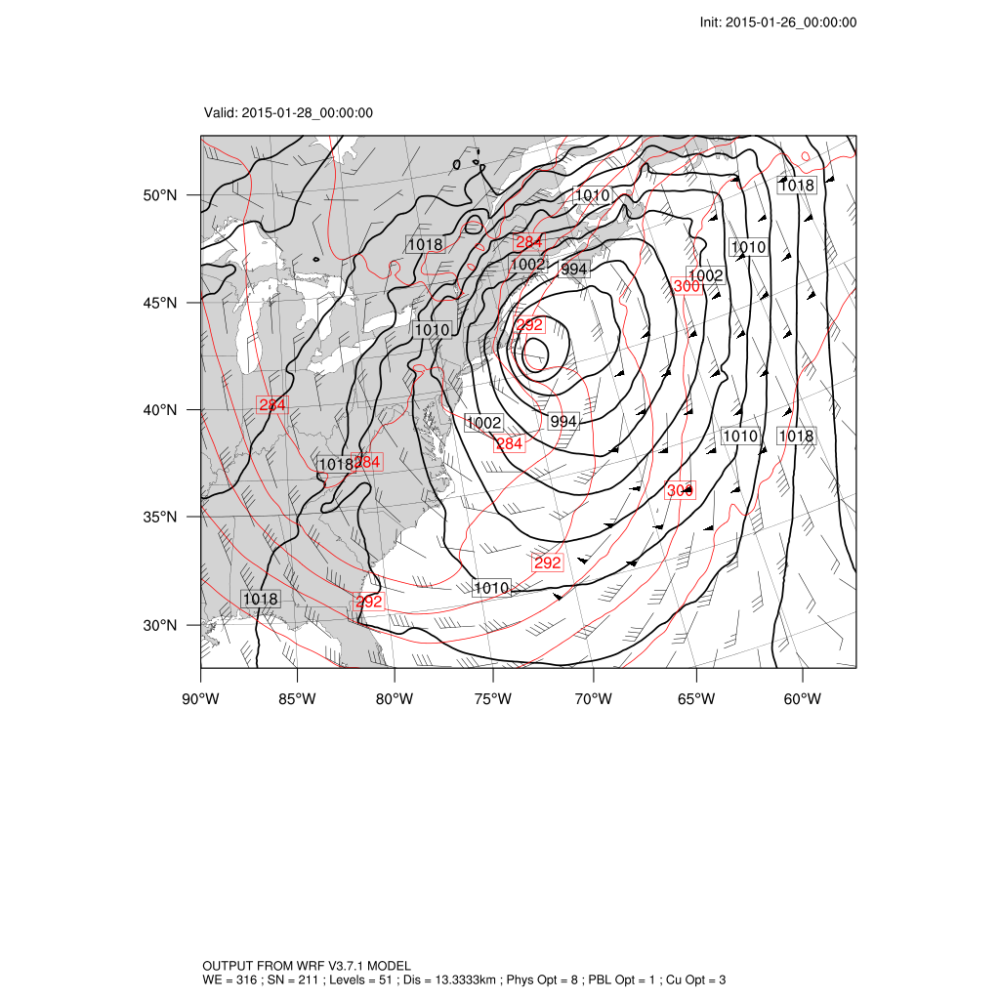 Init: 2015-01-26_00:00:00
Valid: 2015-01-28_00:00:00
50°N
45°N
40°N
35°N
30°N
90°W 85°W 80°W 75°W 70°W 65°W 60°W
1018
1010
1018
284
1010
1002
994
1002
300
292
1010
284
1002
994
1010
1018
284
1018
284
300
292
1010
1018
292
OUTPUT FROM WRF V3.7.1 MODEL
WE = 316 ; SN = 211 ; Levels = 51 ; Dis = 13.3333km ; Phys Opt = 8 ; PBL Opt = 1 ; Cu Opt = 3